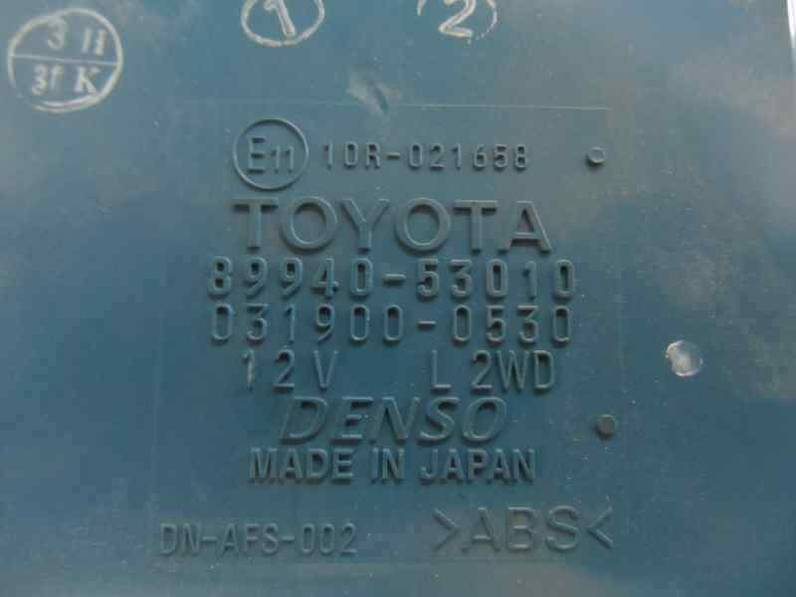 1 2
3 11
31 K
E11 10R-021658
TOYOTA
89940-53010
031900-0530
12V L 2WD
DENSO
MADE IN JAPAN
DN-AFS-002 >ABS<